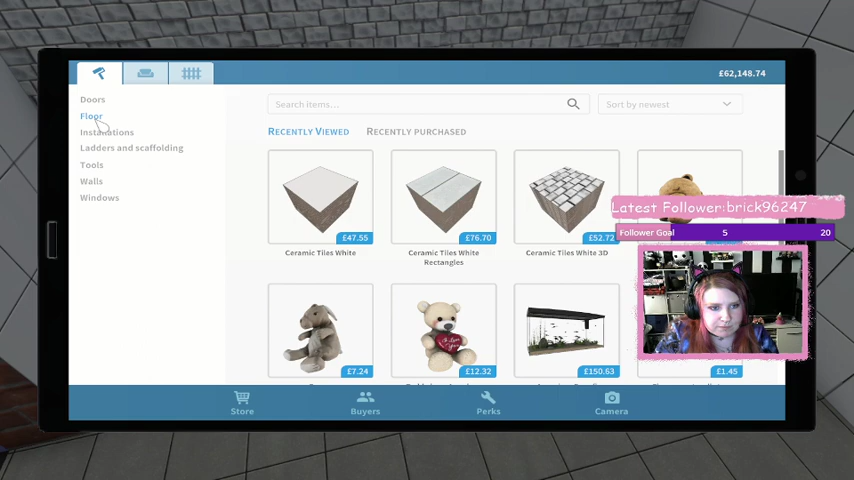 £62,148.74
Doors
Floor
Installations
Ladders and scaffolding
Tools
Walls
Windows
Search items...
Sort by newest
RECENTLY VIEWED
RECENTLY PURCHASED
£47.55
£76.70
£52.72
Ceramic Tiles White
Ceramic Tiles White Rectangles
Ceramic Tiles White 3D
Latest Follower:brick96247
Follower Goal 5 20
£7.24
£12.32
£150.63
£1.45
Store
Buyers
Perks
Camera